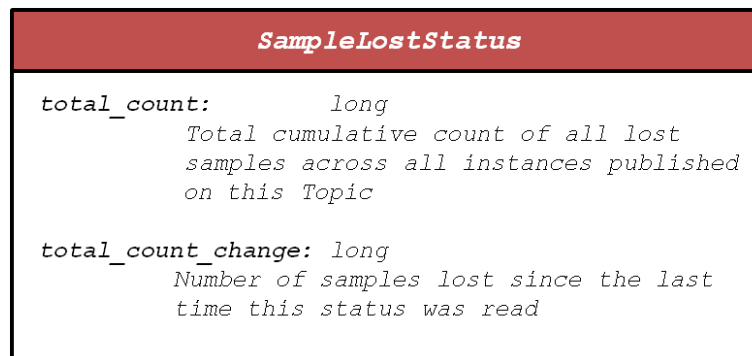 SampleLostStatus
total_count: long
Total cumulative count of all lost
samples across all instances published
on this Topic
total_count_change: long
Number of samples lost since the last
time this status was read